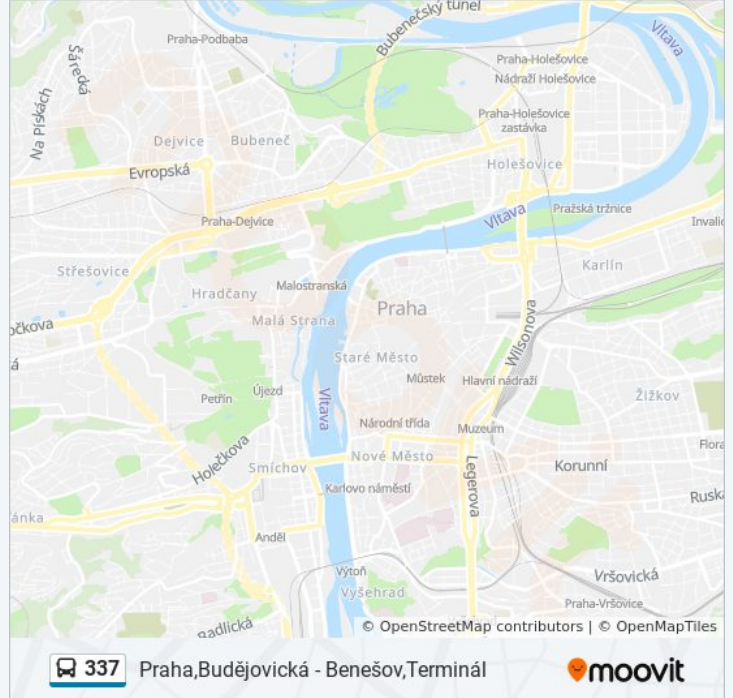 Bubenečský tunel
Praha-Podbaba
Vltava
Šárecká
Praha-Holešovice
Nádraží Holešovice
Na Pískách
Praha-Holešovice
zastávka
Dejvice
Bubeneč
Holešovice
Evropská
Praha-Dejvice
Vltava
Pražská tržnice
Invalid
Střešovice
Karlín
Malostranská
Hradčany
Praha
Malá Strana
očkova
Wilsonova
Staré Město
á
Můstek
Hlavní nádraží
Petřín
Újezd
Žižkov
Vltava
Národní třída
Muzeum
Flora
Holečkova
Nové Město
Smíchov
Korunní
Legerova
Karlovo náměstí
Ruska
ánka
Anděl
Výtoň
Vršovická
Vyšehrad
Praha-Vršovice
Radlická
© OpenStreetMap contributors | © OpenMapTiles
337 Praha,Budějovická - Benešov,Terminál
moovit